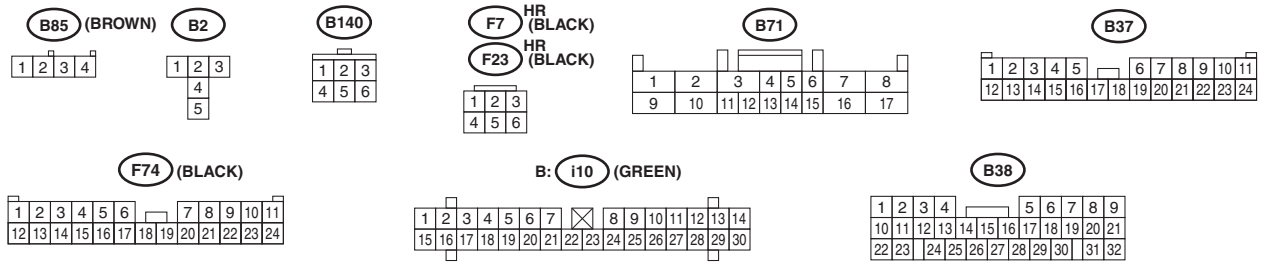 B85 (BROWN)
1 2 3 4
B2
1 2 3
4
5
B140
1 2 3
4 5 6
F7 HR (BLACK)
F23 HR (BLACK)
1 2 3
4 5 6
B71
1 2 3 4 5 6 7 8
9 10 11 12 13 14 15 16 17
B37
1 2 3 4 5 6 7 8 9 10 11
12 13 14 15 16 17 18 19 20 21 22 23 24
F74 (BLACK)
1 2 3 4 5 6 7 8 9 10 11
12 13 14 15 16 17 18 19 20 21 22 23 24
B: i10 (GREEN)
1 2 3 4 5 6 7 8 9 10 11 12 13 14
15 16 17 18 19 20 21 22 23 24 25 26 27 28 29 30
B38
1 2 3 4 5 6 7 8 9
10 11 12 13 14 15 16 17 18 19 20 21
22 23 24 25 26 27 28 29 30 31 32